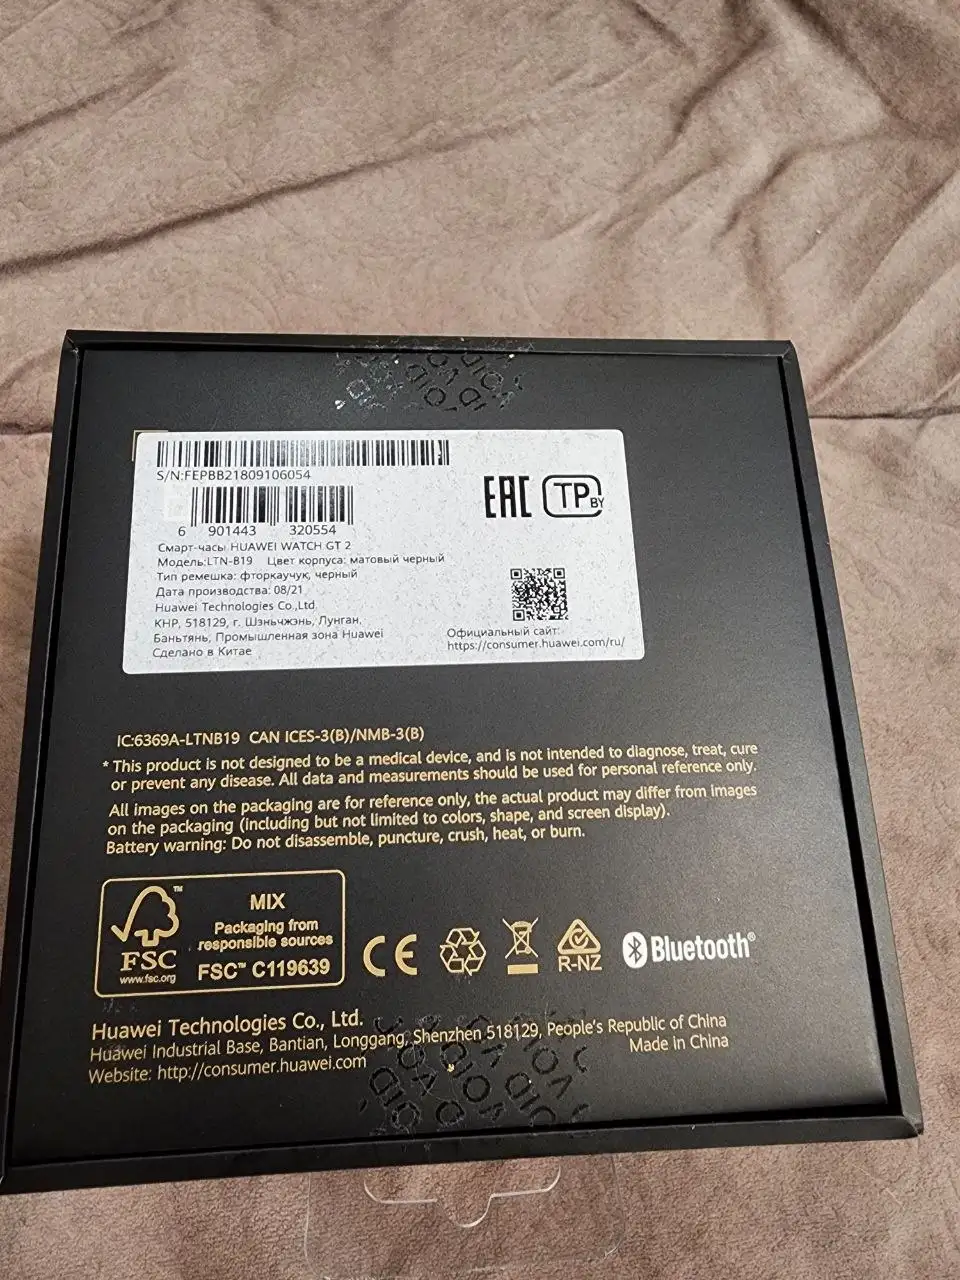 S/N:FEPBB21809106054
EAC TP BY
6 901443 320554
Смарт-часы HUAWEI WATCH GT 2
Модель:LTN-B19 Цвет корпуса: матовый черный
Тип ремешка: фторкаучук, черный
Дата производства: 08/21
Huawei Technologies Co.,Ltd.
КНР, 518129, г. Шэньчжэнь, Лунган,
Баньтянь, Промышленная зона Huawei
Сделано в Китае
Официальный сайт:
https://consumer.huawei.com/ru/
IC:6369A-LTNB19 CAN ICES-3(B)/NMB-3(B)
* This product is not designed to be a medical device, and is not intended to diagnose, treat, cure
or prevent any disease. All data and measurements should be used for personal reference only.
All images on the packaging are for reference only, the actual product may differ from images
on the packaging (including but not limited to colors, shape, and screen display).
Battery warning: Do not disassemble, puncture, crush, heat, or burn.
FSC™
www.fsc.org
MIX
Packaging from
responsible sources
FSC™ C119639
CE
R-NZ
Bluetooth®
Huawei Technologies Co., Ltd.
Huawei Industrial Base, Bantian, Longgang, Shenzhen 518129, People's Republic of China
Made in China
Website: http://consumer.huawei.com